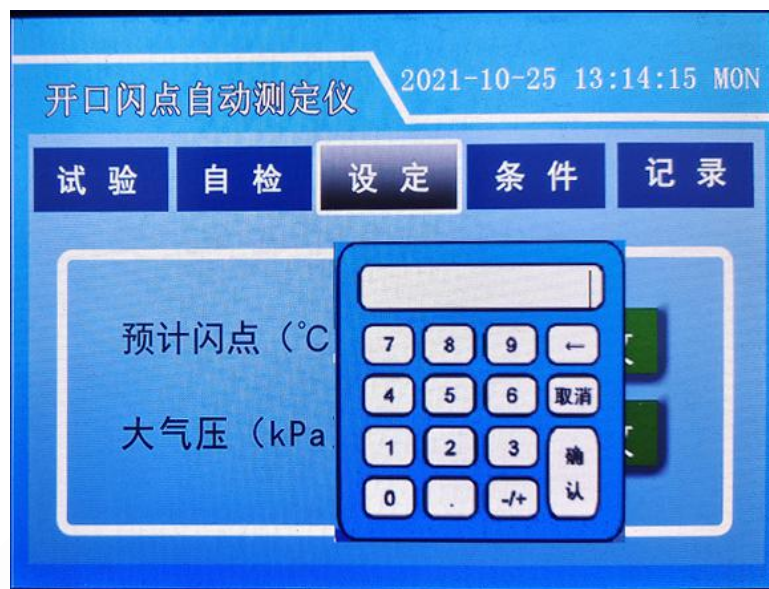 开口闪点自动测定仪
2021-10-25 13:14:15 MON
试验 自检 设定 条件 记录
预计闪点（℃
大气压（kPa
7 8 9 ←
4 5 6 取消
1 2 3 确认
0 . -/+